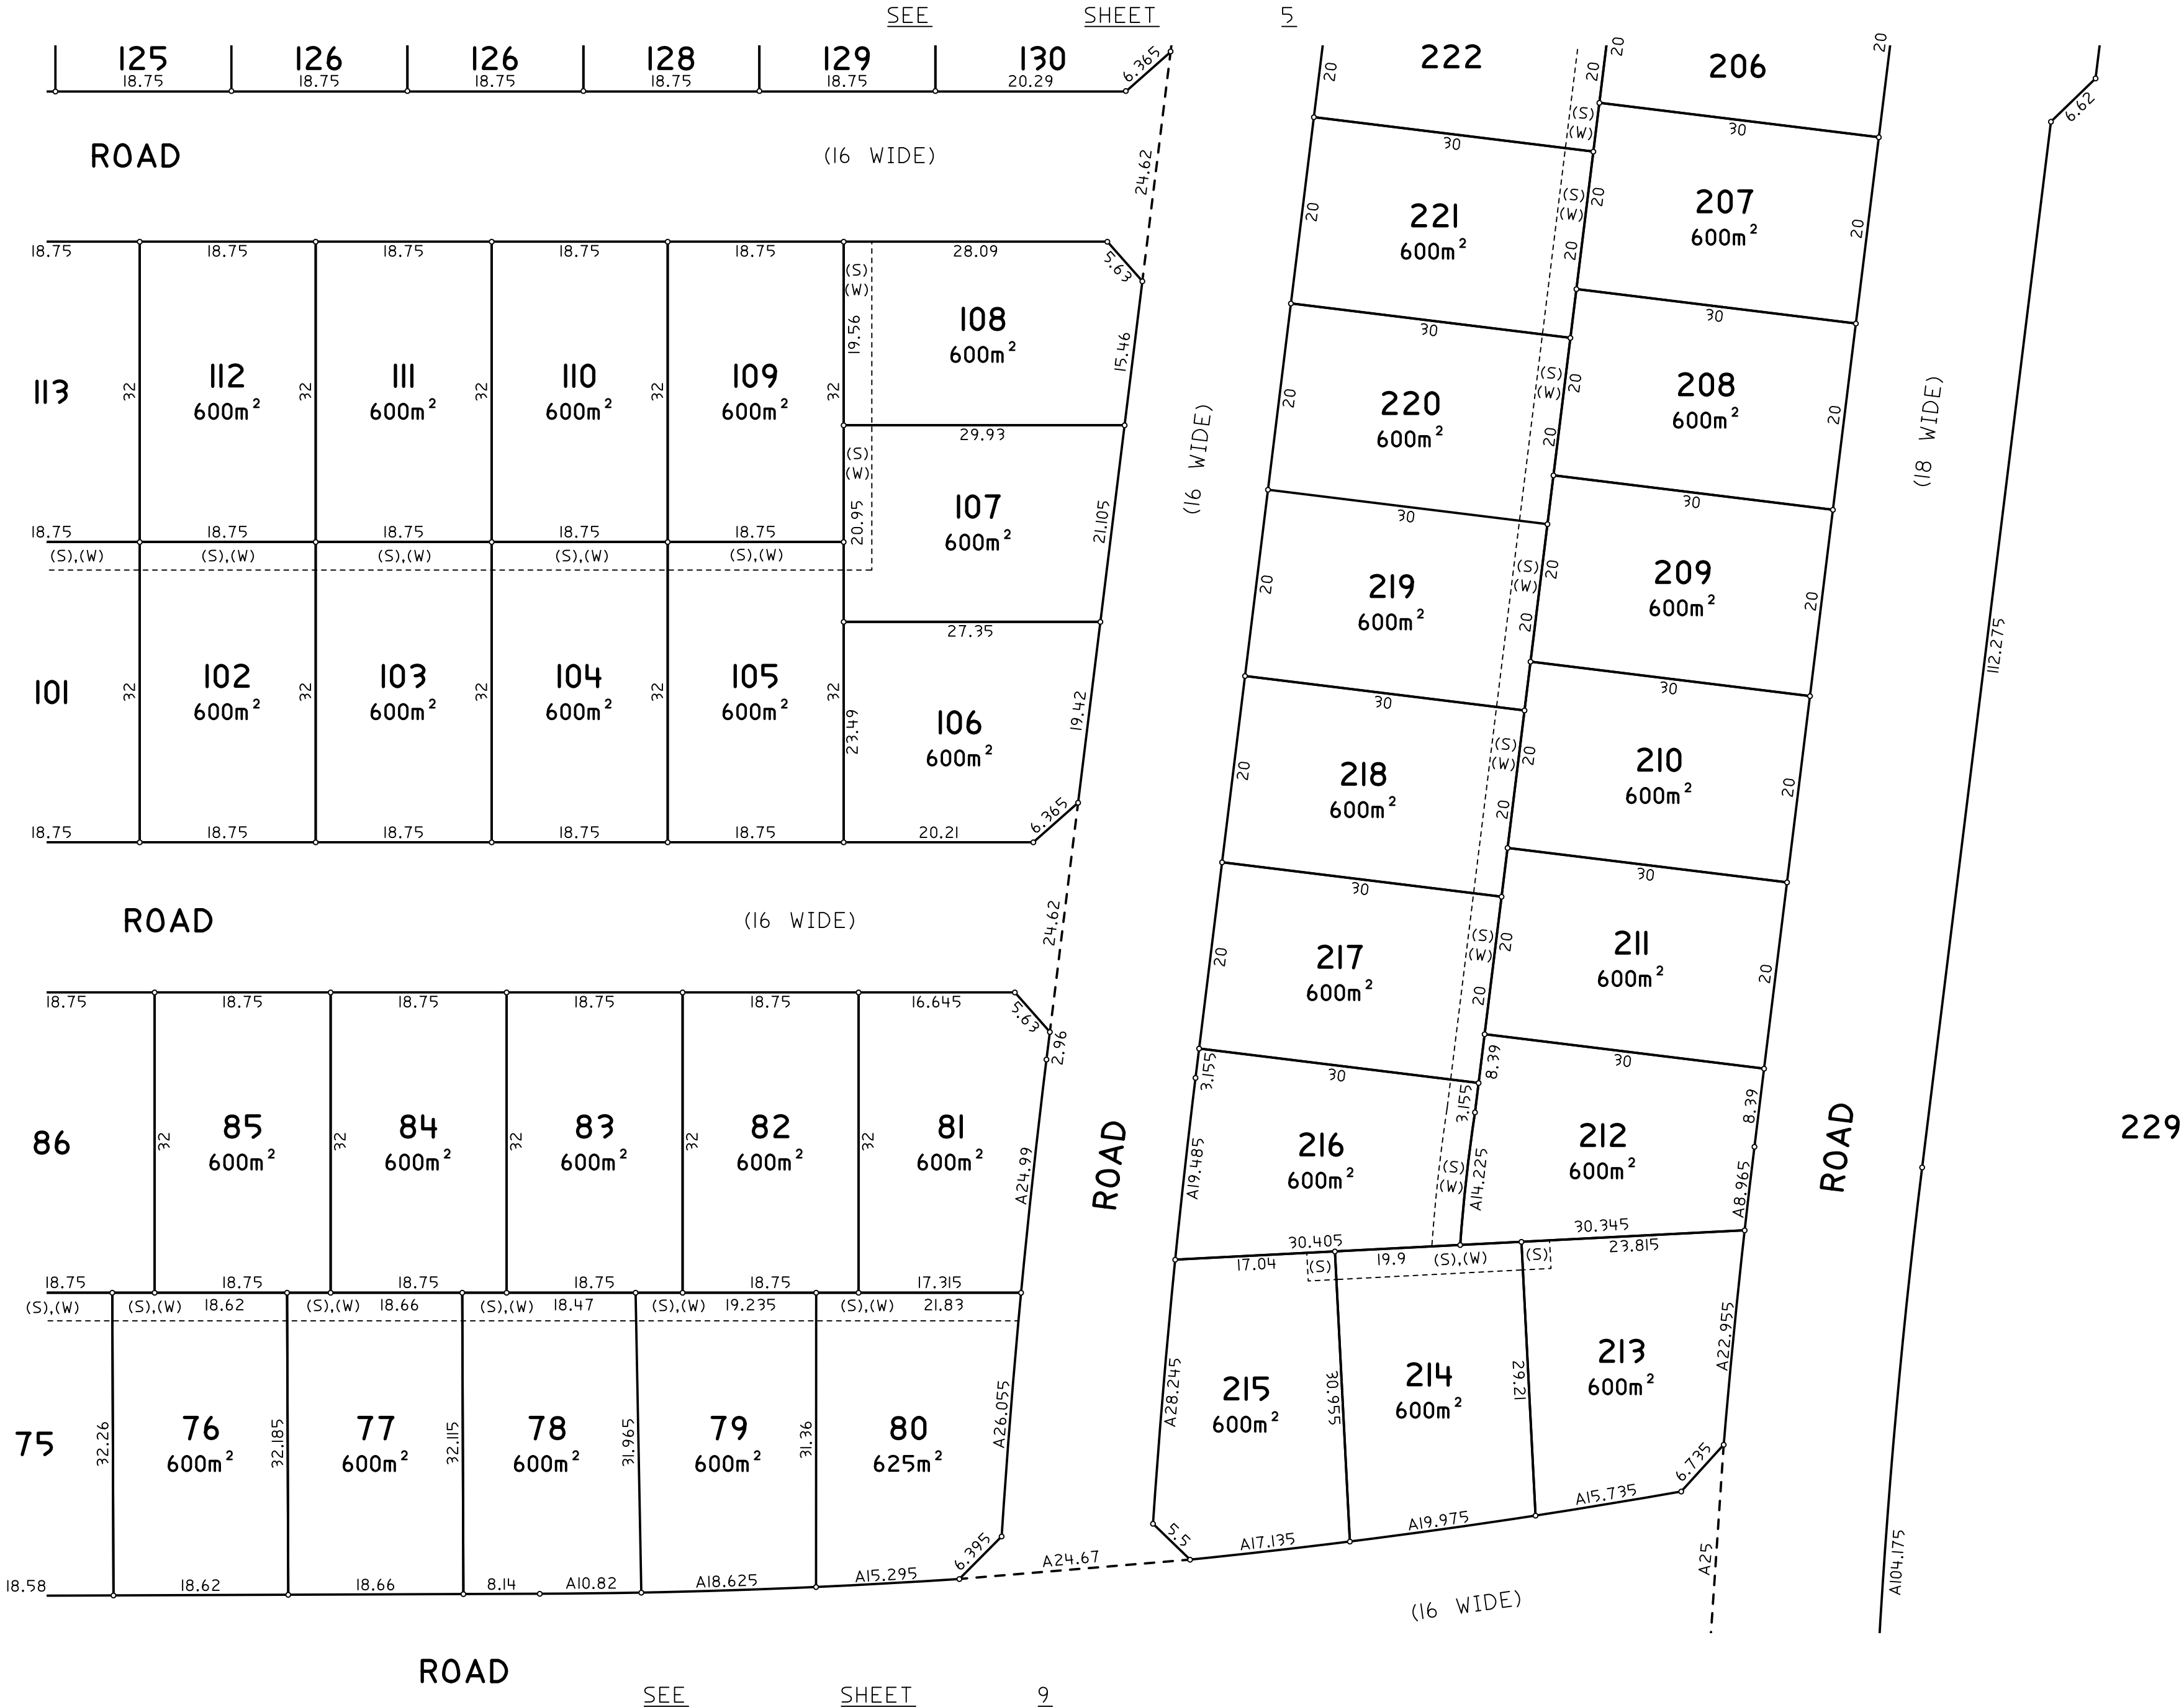 SEE SHEET 5
125 126 126 128 129 130 222 206
18.75 18.75 18.75 18.75 18.75 20.29 6.365 20 20 20 20
(S)
(W)
30 6.62
ROAD (16 WIDE) 24.62 30
18.75 18.75 18.75 18.75 18.75 28.09 5.63
113
32
112
600m²
32
111
600m²
32
110
600m²
32
109
600m²
32
(S)
(W)
19.56
108
600m²
15.46
29.93
(S)
(W)
20.95
107
600m²
21.105
27.35
18.75 18.75 18.75 18.75 18.75
(S),(W) (S),(W) (S),(W) (S),(W) (S),(W)
101
32
102
600m²
32
103
600m²
32
104
600m²
32
105
600m²
32
23.49
106
600m²
19.42
6.365
18.75 18.75 18.75 18.75 18.75 20.21
ROAD (16 WIDE) 24.62
18.75 18.75 18.75 18.75 18.75 16.645 5.63
2.96
86
32
85
600m²
32
84
600m²
32
83
600m²
32
82
600m²
32
81
600m²
A24.99
18.75 18.75 18.75 18.75 18.75 17.315
(S),(W) (S),(W) 18.62 (S),(W) 18.66 (S),(W) 18.47 (S),(W) 19.235 (S),(W) 21.83
75
32.26
76
600m²
32.185
77
600m²
32.115
78
600m²
31.965
79
600m²
31.36
80
625m²
A26.055
6.395
18.58 18.62 18.66 8.14 A10.82 A18.625 A15.295 A24.67
ROAD
(16 WIDE)
ROAD
20
221
600m²
20
(S)
(W)
20
207
600m²
20
30
30
20
220
600m²
20
(S)
(W)
20
208
600m²
20
30
30
20
219
600m²
20
(S)
(W)
20
209
600m²
20
30
30
20
218
600m²
20
(S)
(W)
20
210
600m²
20
30
30
20
217
600m²
20
(S)
(W)
20
211
600m²
20
30
30
3.155
A19.485
216
600m²
3.155
(S)
(W)
A14.225
8.39
212
600m²
8.39
A8.965
30.405 30.345
17.04 (S) 19.9 (S),(W) (S) 23.815
A28.245
215
600m²
30.955
214
600m²
29.21
213
600m²
A22.955
5.5 A17.135 A19.975 A15.735 6.735
(16 WIDE)
A25
(18 WIDE)
ROAD
112.275
A104.175
229
SEE SHEET 9